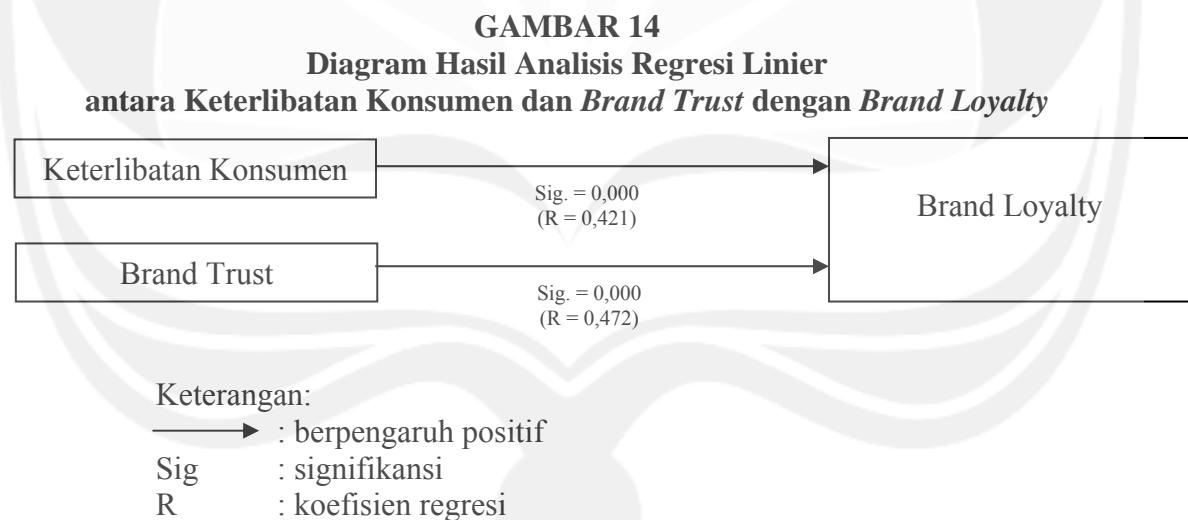 GAMBAR 14
Diagram Hasil Analisis Regresi Linier
antara Keterlibatan Konsumen dan Brand Trust dengan Brand Loyalty
Keterlibatan Konsumen
Sig. = 0,000
(R = 0,421)
Brand Loyalty
Brand Trust
Sig. = 0,000
(R = 0,472)
Keterangan:
: berpengaruh positif
Sig : signifikansi
R : koefisien regresi